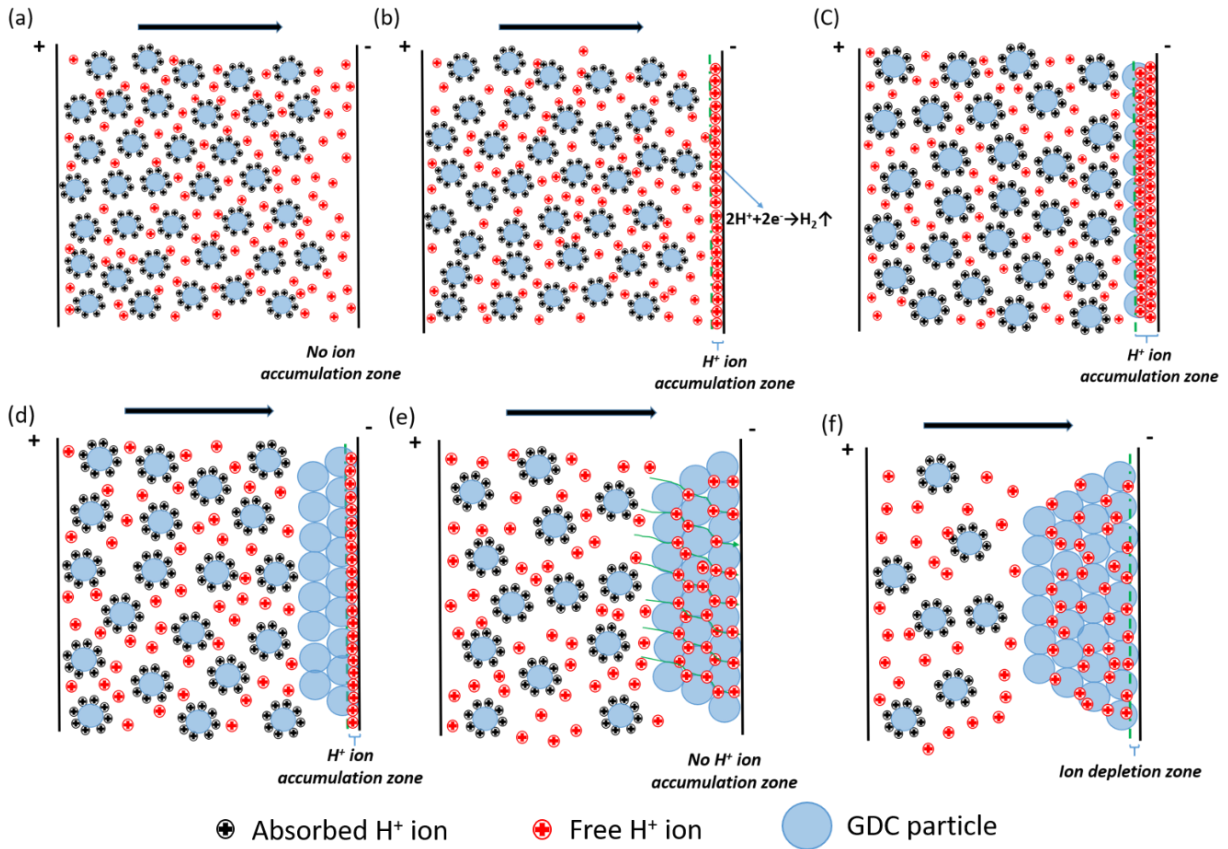 (a)
(b)
(C)
+
-
+
-
+
-
2H⁺+2e⁻→H₂↑
No ion
accumulation zone
H⁺ ion
accumulation zone
H⁺ ion
accumulation zone
(d)
(e)
(f)
+
-
+
-
+
-
H⁺ ion
accumulation zone
No H⁺ ion
accumulation zone
Ion depletion zone
Absorbed H⁺ ion
Free H⁺ ion
GDC particle